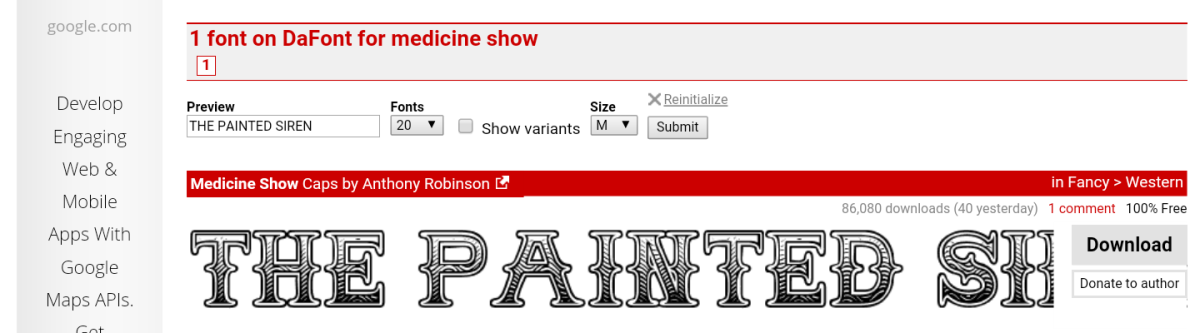 google.com
Develop
Engaging
Web &
Mobile
Apps With
Google
Maps APIs.
Get
1 font on DaFont for medicine show
1
Preview
Fonts
Size
Reinitialize
THE PAINTED SIREN
20
Show variants
M
Submit
Medicine Show Caps by Anthony Robinson
in Fancy > Western
86,080 downloads (40 yesterday) 1 comment 100% Free
THE PAINTED SI
Download
Donate to author